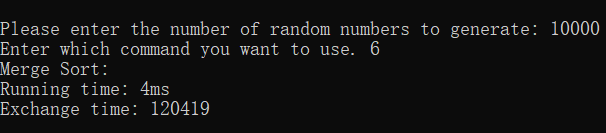 Please enter the number of random numbers to generate: 10000
Enter which command you want to use. 6
Merge Sort:
Running time: 4ms
Exchange time: 120419